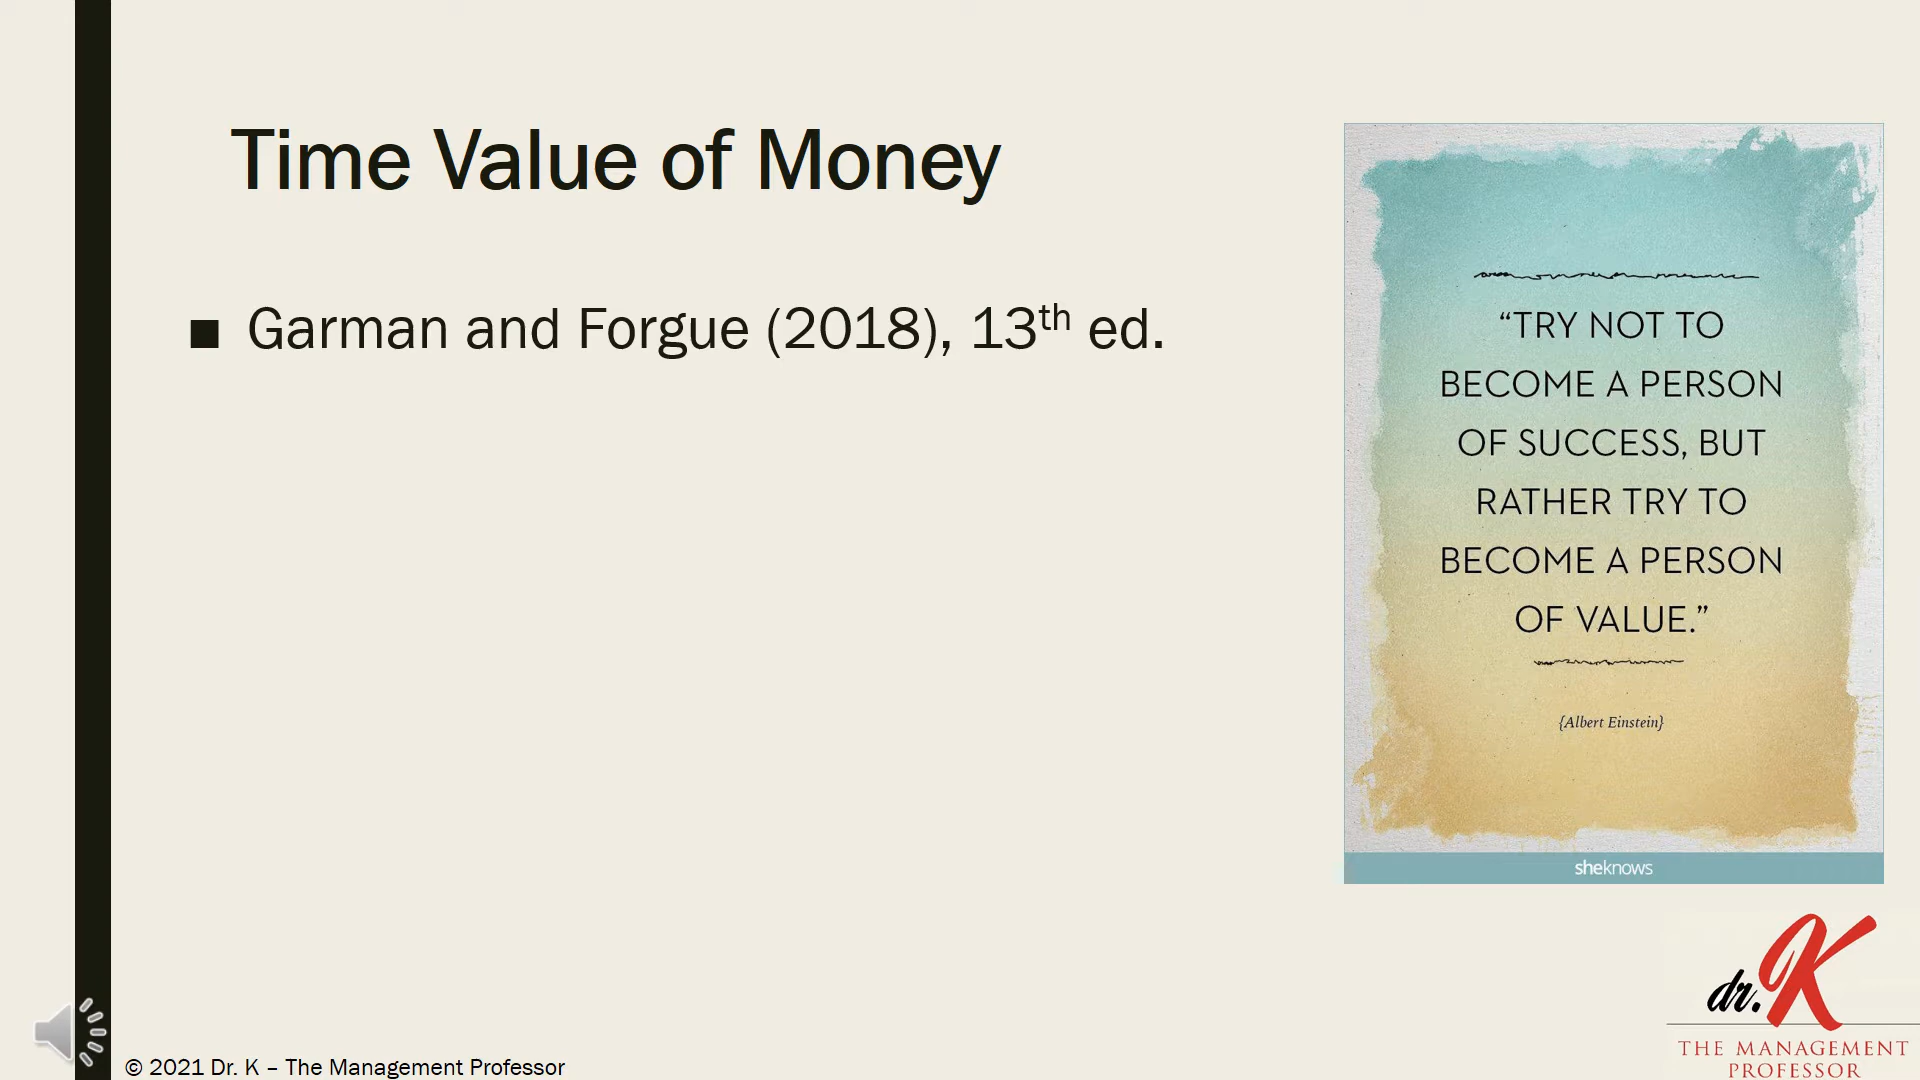 Time Value of Money
■ Garman and Forgue (2018), 13th ed.
“TRY NOT TO
BECOME A PERSON
OF SUCCESS, BUT
RATHER TRY TO
BECOME A PERSON
OF VALUE.”
{Albert Einstein}
sheknows
dr. K
THE MANAGEMENT
PROFESSOR
© 2021 Dr. K – The Management Professor